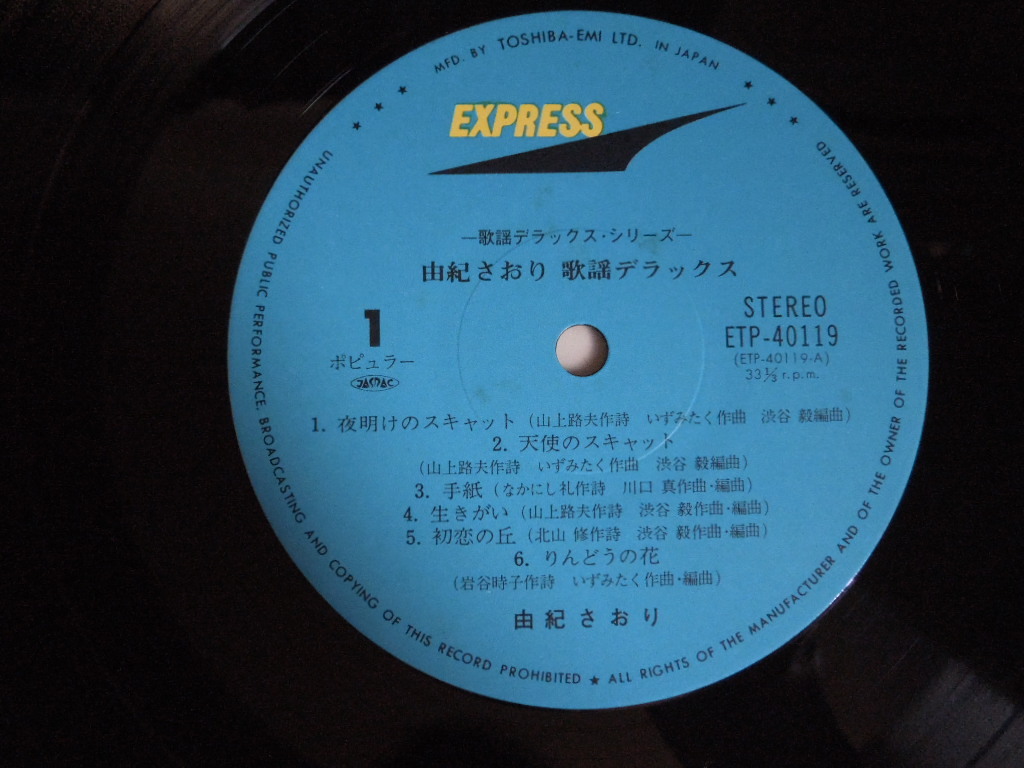 MFD. BY TOSHIBA-EMI LTD. IN JAPAN
EXPRESS
―歌謡デラックス・シリーズ―
由紀さおり 歌謡デラックス
1
ポピュラー
JASRAC
STEREO
ETP-40119
(ETP-40119-A)
33⅓ r.p.m.
1. 夜明けのスキャット (山上路夫作詩 いずみたく作曲 渋谷 毅編曲)
2. 天使のスキャット
(山上路夫作詩 いずみたく作曲 渋谷 毅編曲)
3. 手紙 (なかにし礼作詩 川口 真作曲・編曲)
4. 生きがい (山上路夫作詩 渋谷 毅作曲・編曲)
5. 初恋の丘 (北山 修作詩 渋谷 毅作曲・編曲)
6. りんどうの花
(岩谷時子作詩 いずみたく作曲・編曲)
由紀さおり
UNAUTHORIZED PUBLIC PERFORMANCE, BROADCASTING AND COPYING OF THIS RECORD PROHIBITED ★ ALL RIGHTS OF THE MANUFACTURER AND OF THE OWNER OF THE RECORDED WORK ARE RESERVED